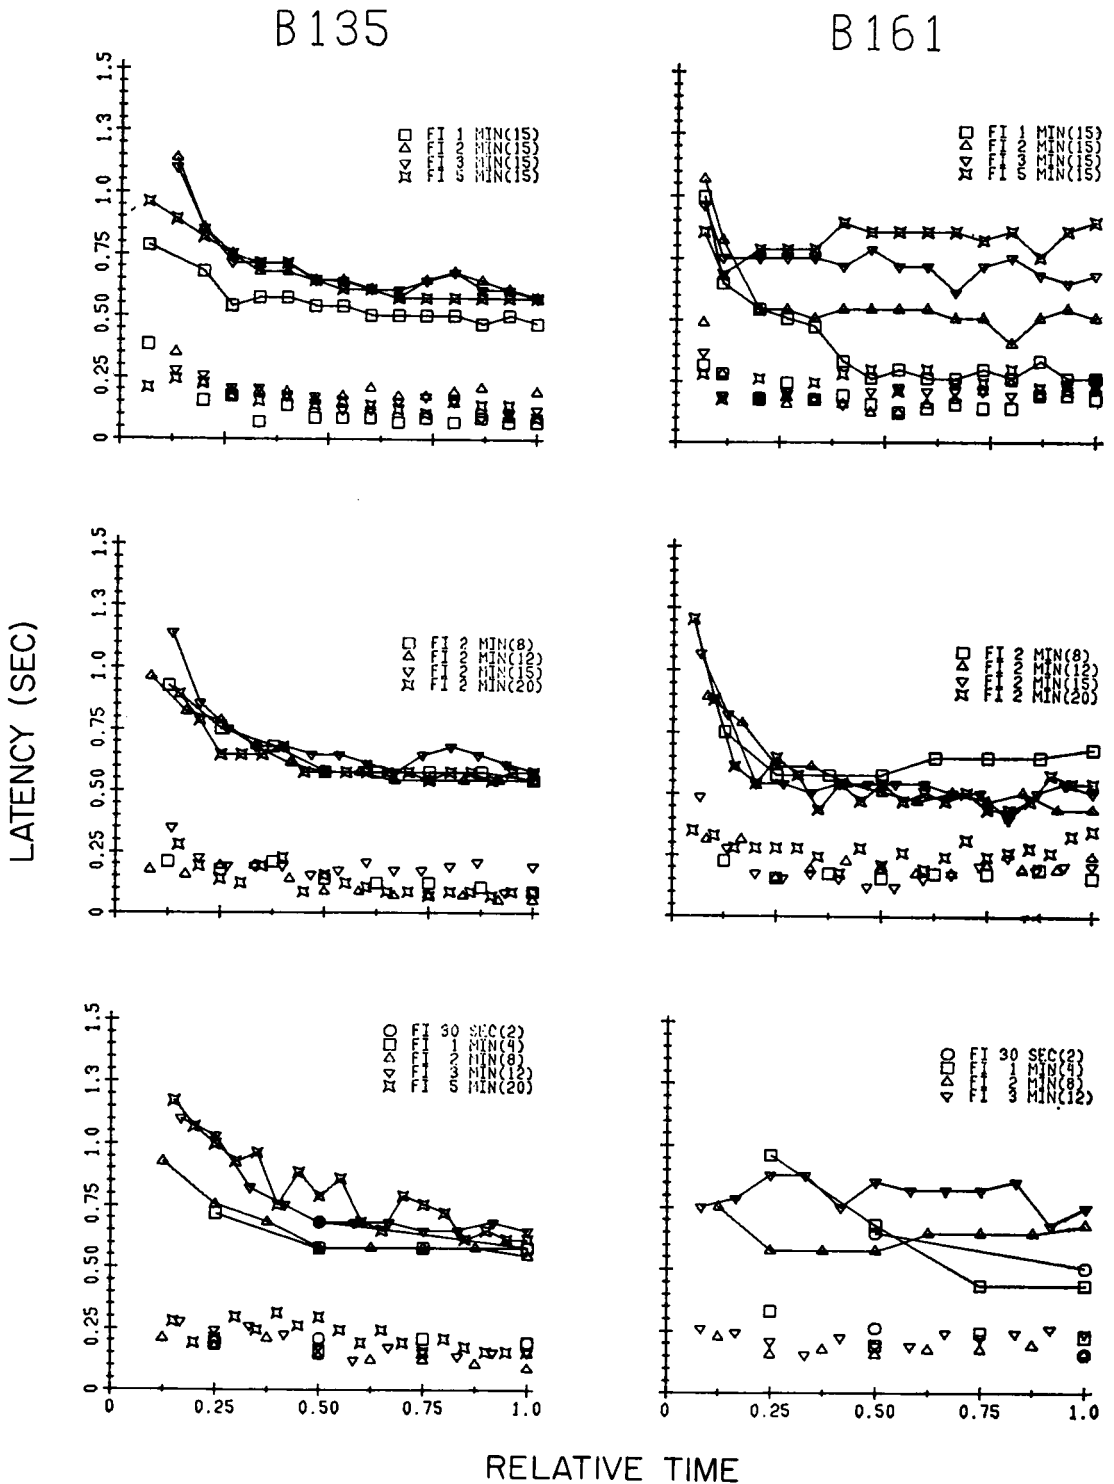 B135
B161
1.5
1.3
1.0
0.75
0.50
0.25
0
FI 1 MIN(15)
FI 2 MIN(15)
FI 3 MIN(15)
FI 5 MIN(15)
FI 1 MIN(15)
FI 2 MIN(15)
FI 3 MIN(15)
FI 5 MIN(15)
LATENCY (SEC)
1.5
1.3
1.0
0.75
0.50
0.25
0
FI 2 MIN(8)
FI 2 MIN(12)
FI 2 MIN(15)
FI 2 MIN(20)
FI 2 MIN(8)
FI 2 MIN(12)
FI 2 MIN(15)
FI 2 MIN(20)
1.5
1.3
1.0
0.75
0.50
0.25
0
FI 30 SEC(2)
FI 1 MIN(4)
FI 2 MIN(8)
FI 3 MIN(12)
FI 5 MIN(20)
FI 30 SEC(2)
FI 1 MIN(4)
FI 2 MIN(8)
FI 3 MIN(12)
0.0 0.25 0.50 0.75 1.0
0.0 0.25 0.50 0.75 1.0
RELATIVE TIME